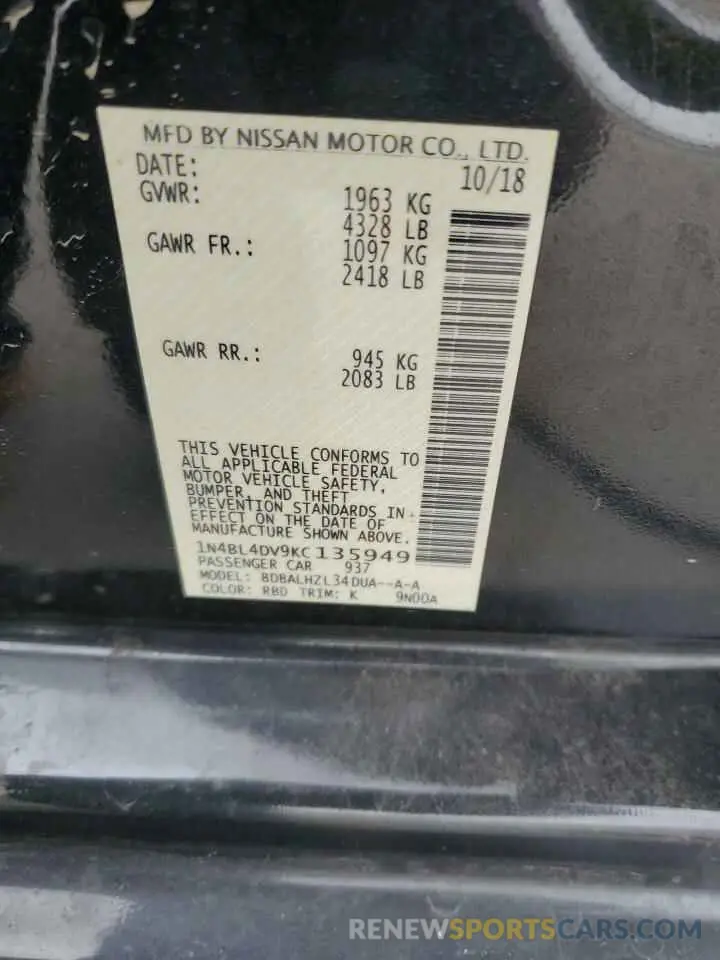 MFD BY NISSAN MOTOR CO., LTD.
DATE: 10/18
GVWR: 1963 KG
4328 LB
GAWR FR.: 1097 KG
2418 LB
GAWR RR.: 945 KG
2083 LB
THIS VEHICLE CONFORMS TO
ALL APPLICABLE FEDERAL
MOTOR VEHICLE SAFETY,
BUMPER, AND THEFT
PREVENTION STANDARDS IN
EFFECT ON THE DATE OF
MANUFACTURE SHOWN ABOVE.
1N4BL4DV9KC135949
PASSENGER CAR 937
MODEL: BDBALHZL34DUA--A-A
COLOR: RBD TRIM: K 9N00A
RENEWSPORTSCARS.COM